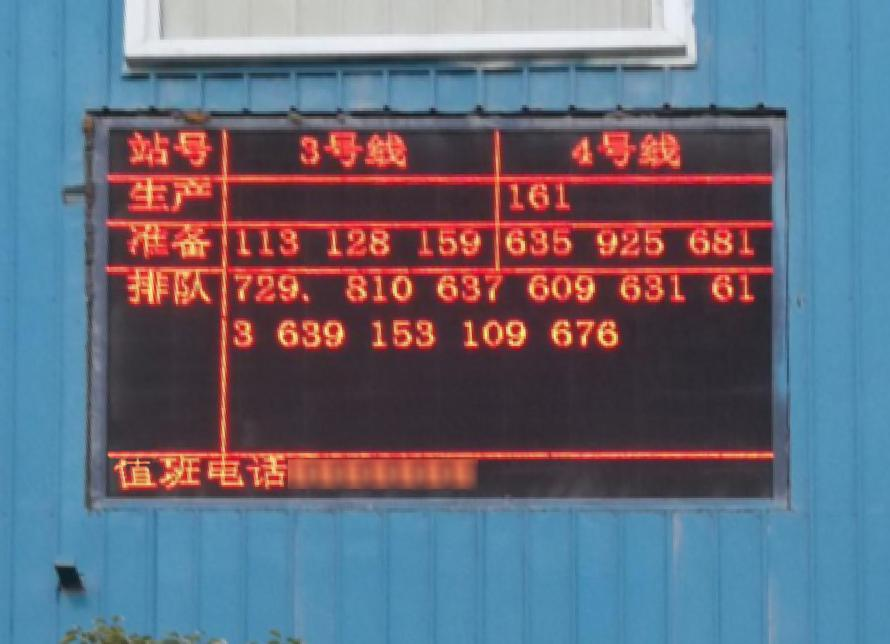 站号 3号线 4号线
生产 161
准备 113 128 159 635 925 681
排队 729、 810 637 609 631 61
3 639 153 109 676
值班电话